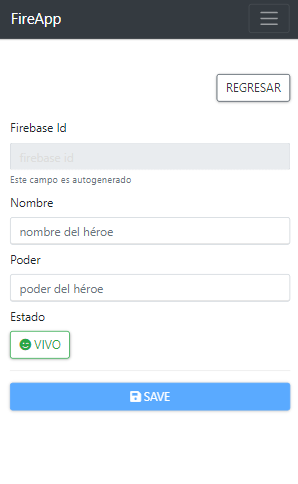 FireApp
REGRESAR
Firebase Id
firebase id
Este campo es autogenerado
Nombre
nombre del héroe
Poder
poder del héroe
Estado
VIVO
SAVE